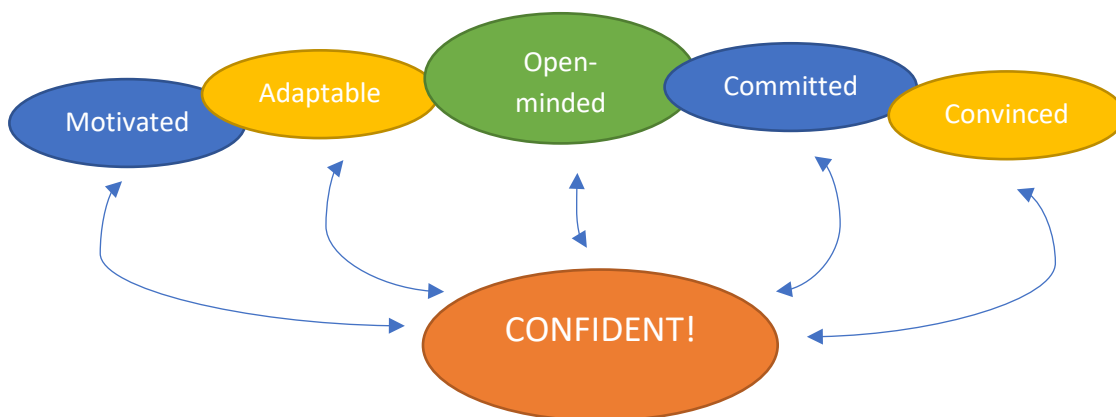 Motivated
Adaptable
Open-
minded
Committed
Convinced
CONFIDENT!